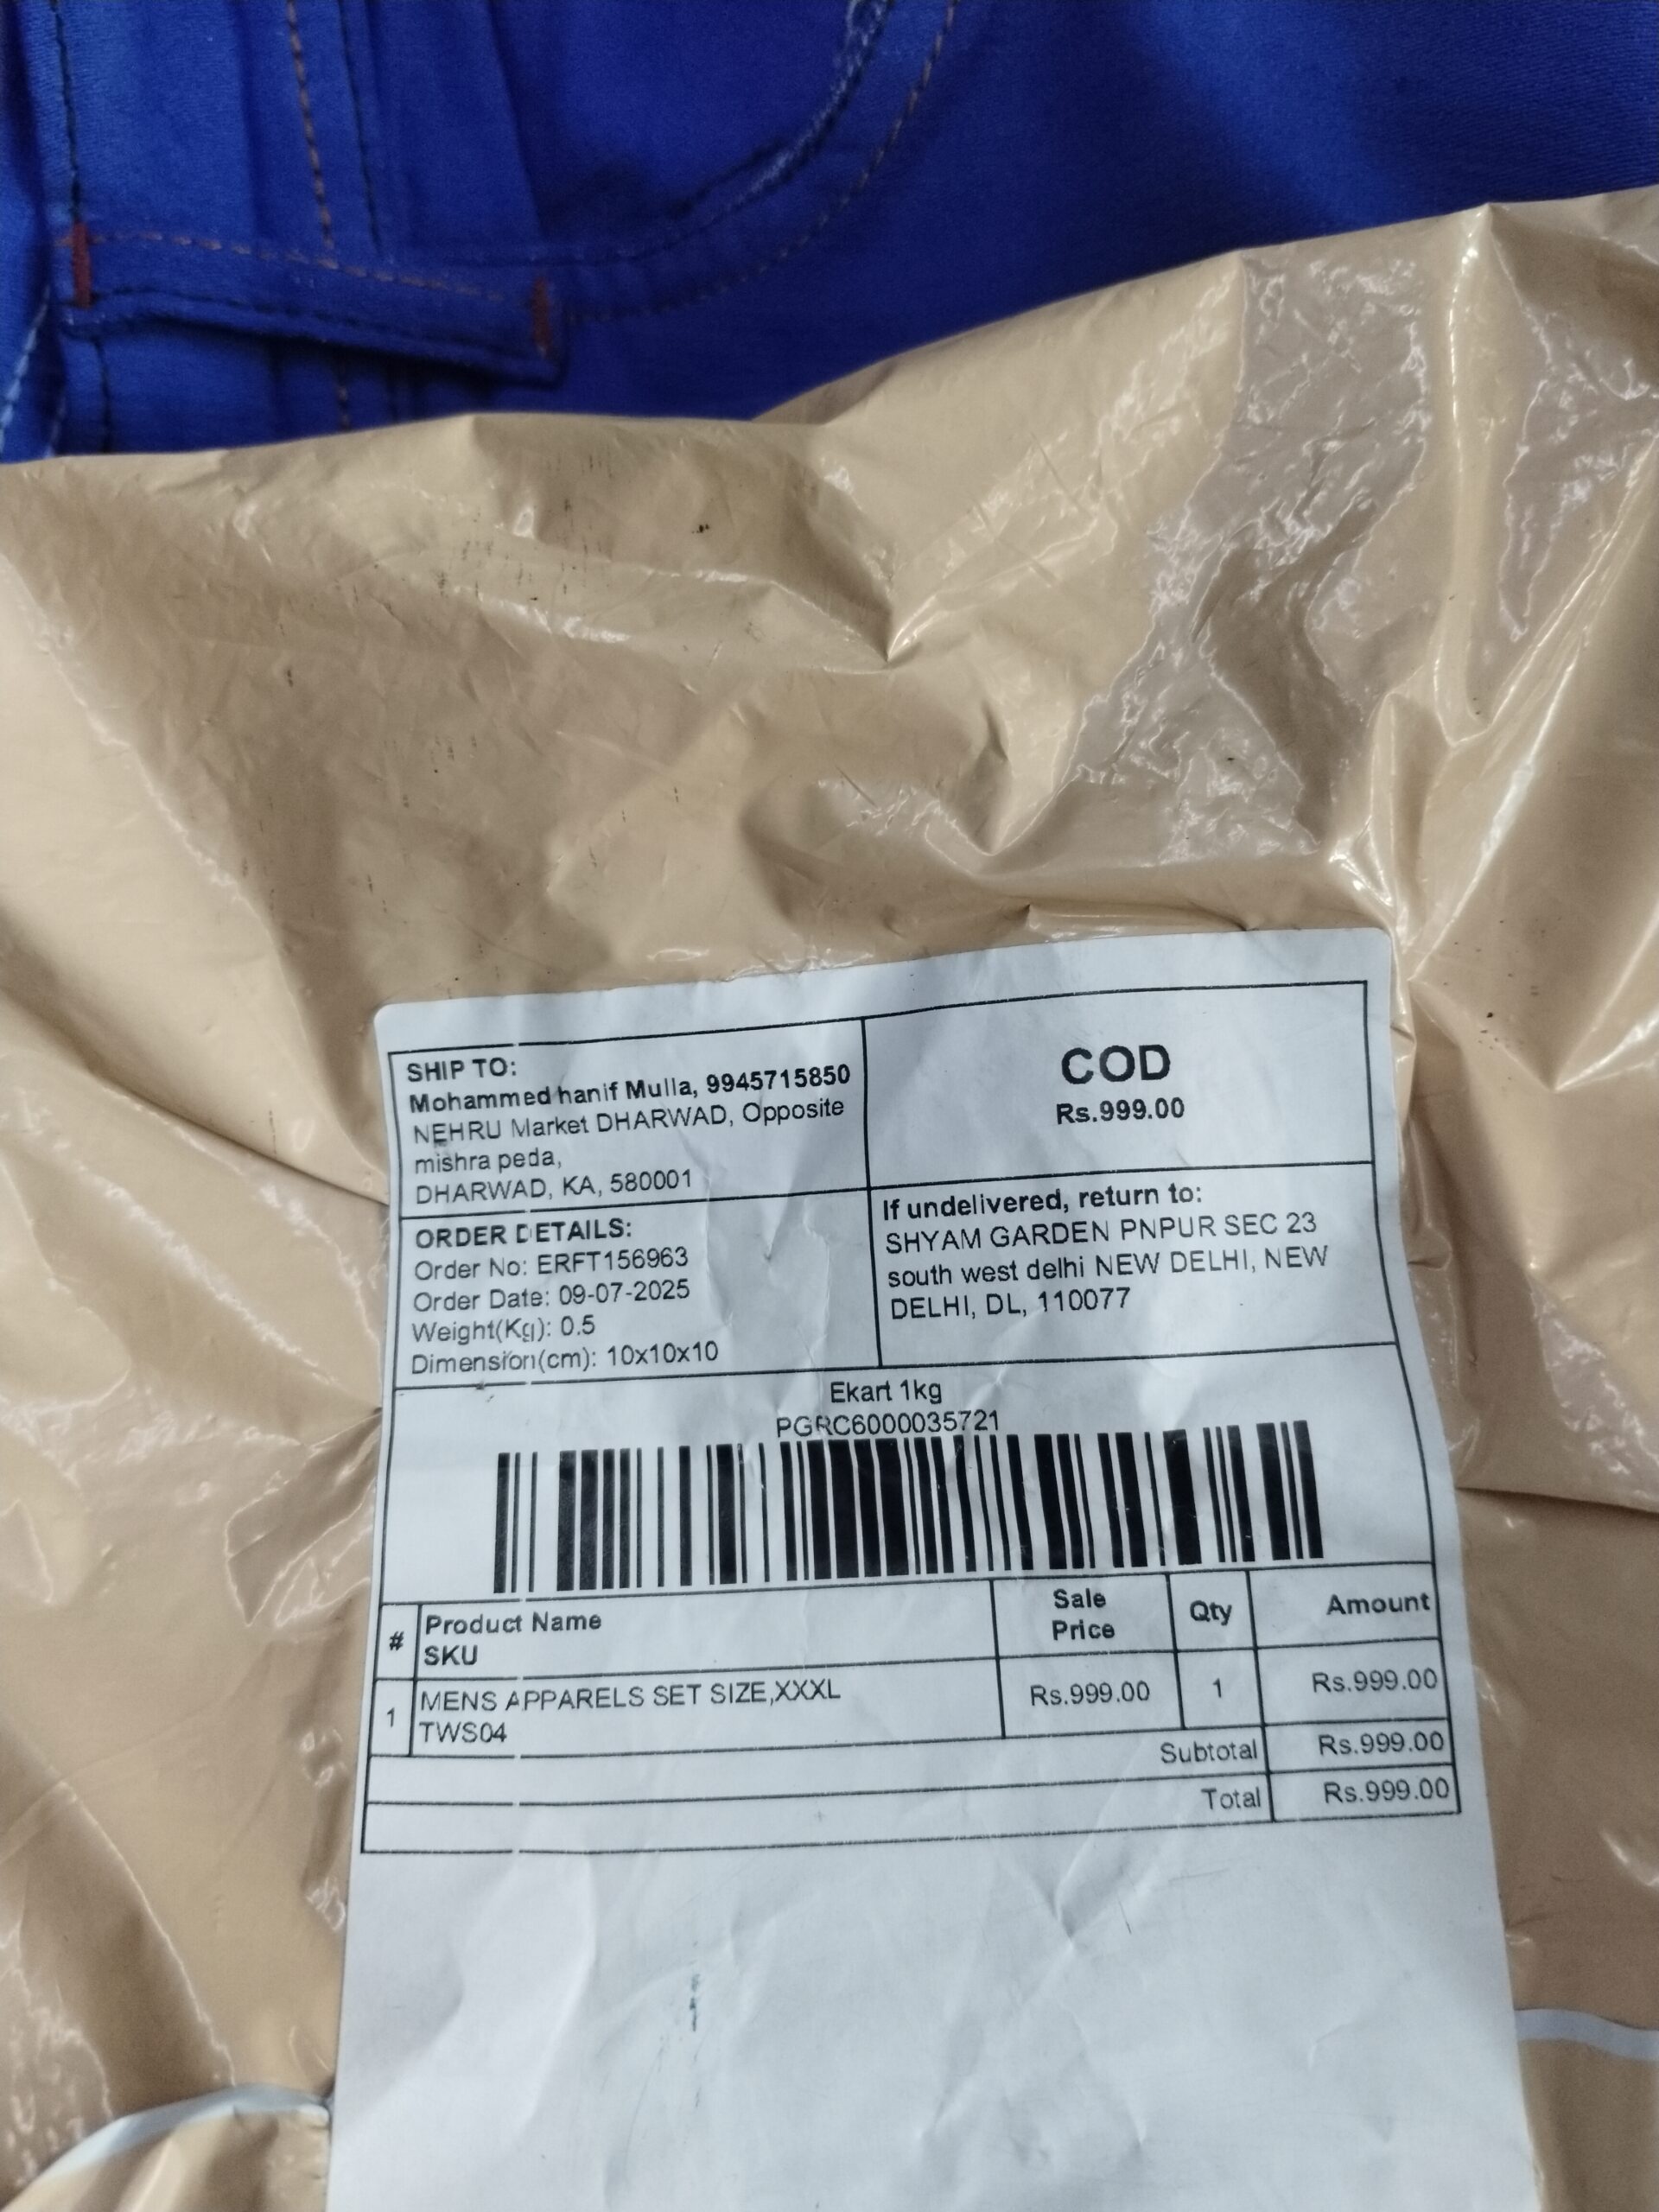 SHIP TO:
Mohammed hanif Mulla, 9945715850
NEHRU Market DHARWAD, Opposite
mishra peda,
DHARWAD, KA, 580001
COD
Rs.999.00
ORDER DETAILS:
Order No: ERFT156963
Order Date: 09-07-2025
Weight(Kg): 0.5
Dimension(cm): 10x10x10
If undelivered, return to:
SHYAM GARDEN PNPUR SEC 23
south west delhi NEW DELHI, NEW
DELHI, DL, 110077
Ekart 1kg
PGRC6000035721
# Product Name Sale Price Qty Amount
SKU
1 MENS APPARELS SET SIZE,XXXL Rs.999.00 1 Rs.999.00
TWS04
Subtotal Rs.999.00
Total Rs.999.00